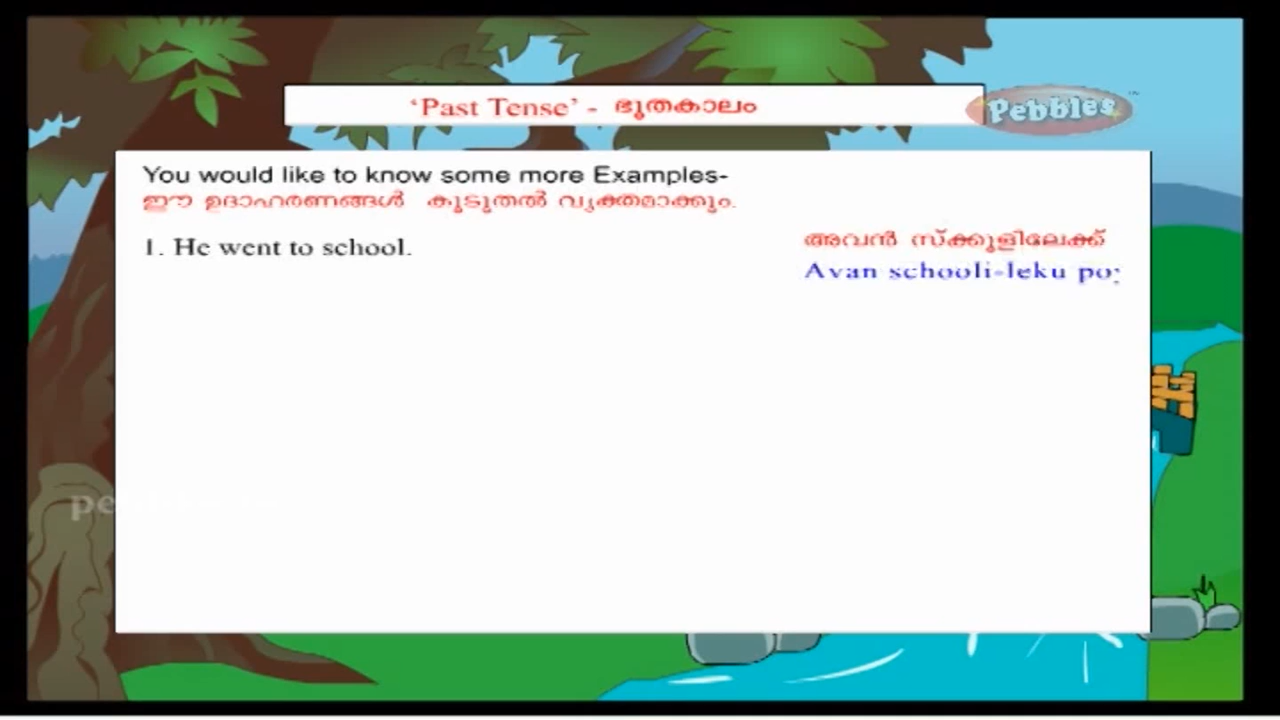 ‘Past Tense’ - ഭൂതകാലം
Pebbles
You would like to know some more Examples-
ഈ ഉദാഹരണങ്ങൾ കൂടുതൽ വ്യക്തമാക്കും.
1. He went to school.
അവൻ സ്ക്കൂളിലേക്ക്
Avan schooli-leku